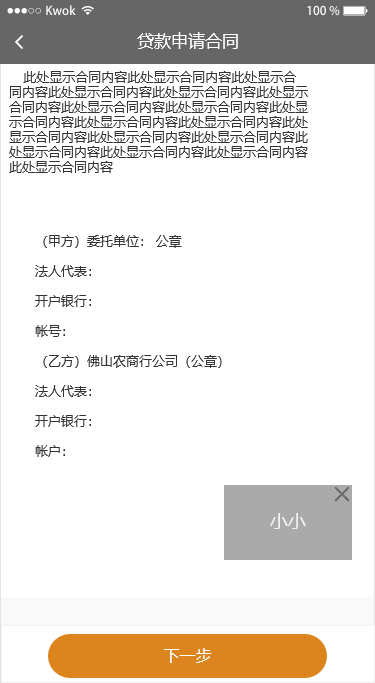 Kwok
100 %
贷款申请合同
此处显示合同内容此处显示合同内容此处显示合
同内容此处显示合同内容此处显示合同内容此处显示
合同内容此处显示合同内容此处显示合同内容此处显
示合同内容此处显示合同内容此处显示合同内容此处
显示合同内容此处显示合同内容此处显示合同内容此
处显示合同内容此处显示合同内容此处显示合同内容
此处显示合同内容
（甲方）委托单位： 公章
法人代表：
开户银行：
帐号：
（乙方）佛山农商行公司（公章）
法人代表：
开户银行：
帐户：
小小
下一步